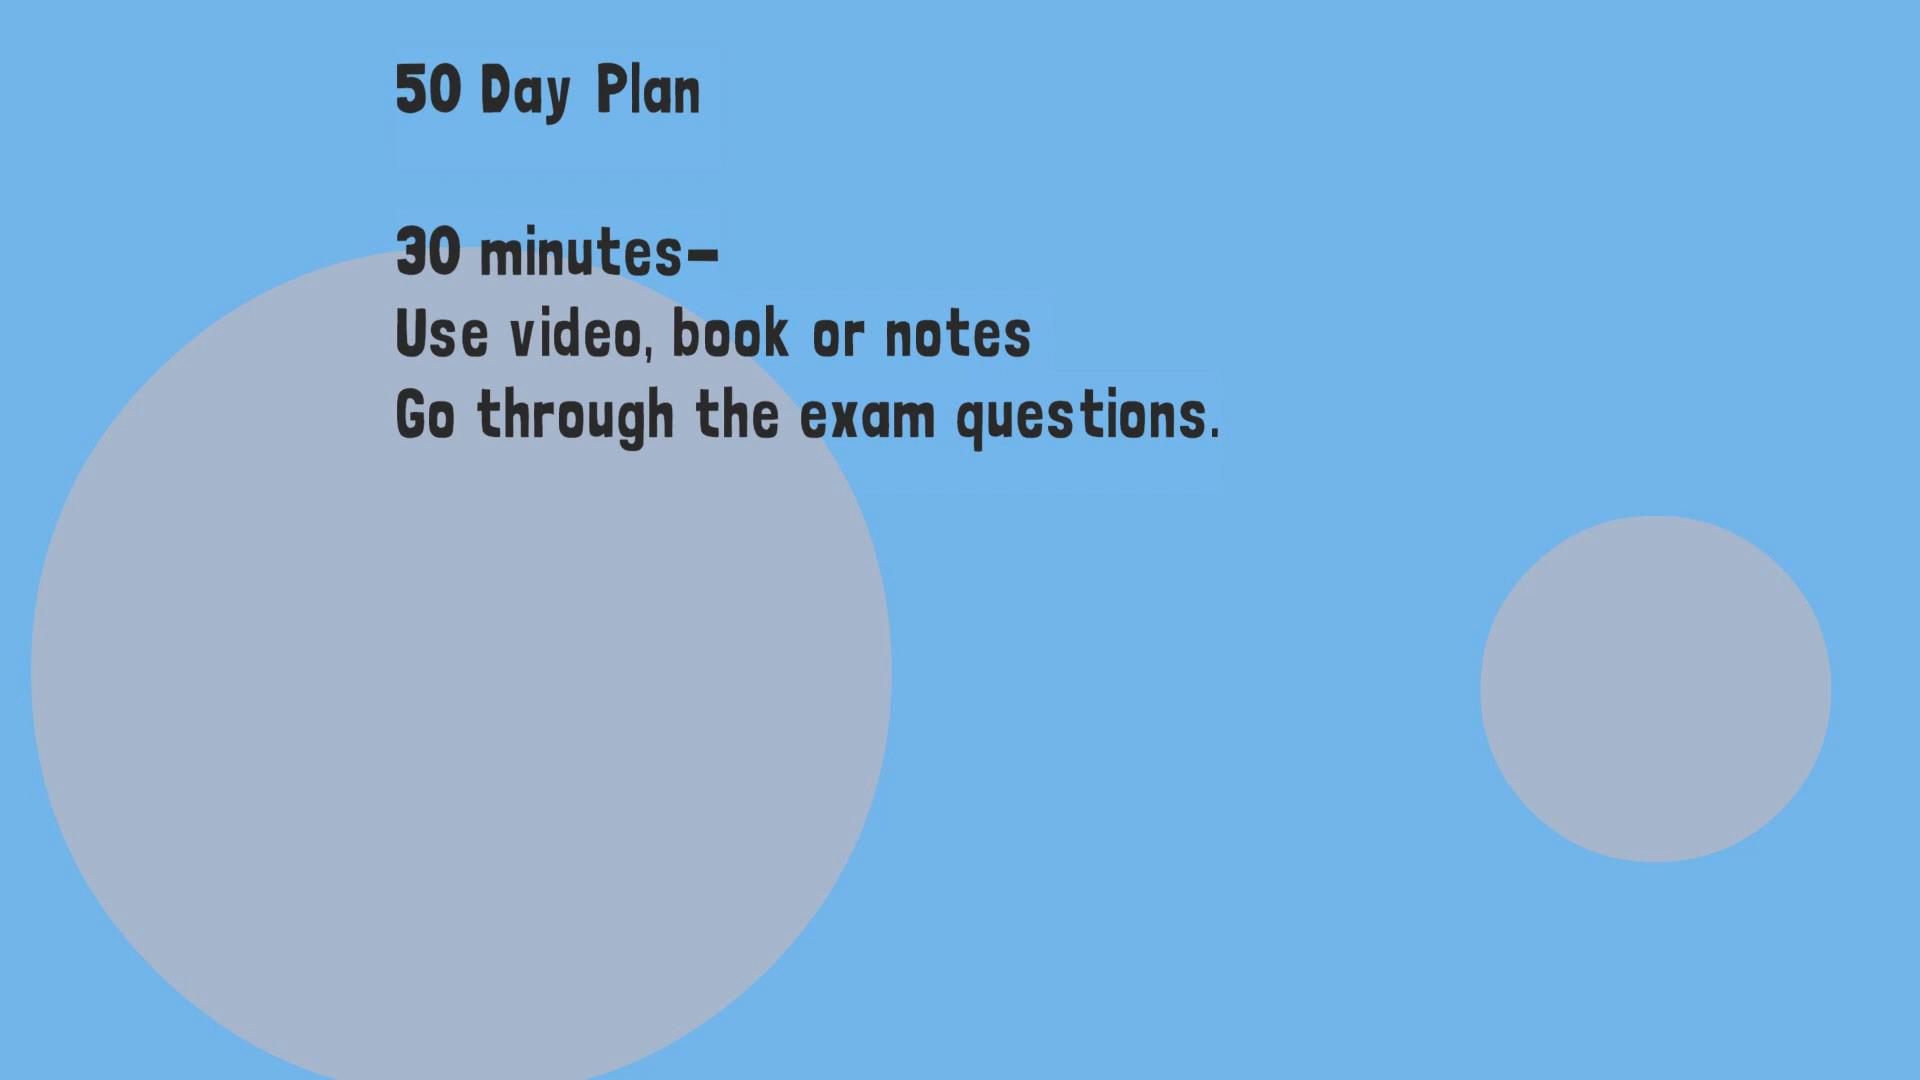 50 Day Plan
30 minutes-
Use video, book or notes
Go through the exam questions.